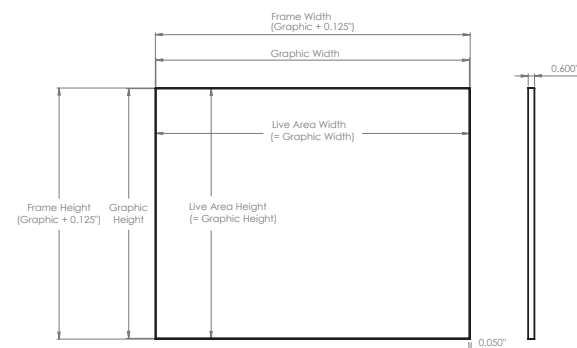 Frame Width
(Graphic + 0.125")
Graphic Width
0.600"
Live Area Width
(= Graphic Width)
Frame Height
(Graphic + 0.125")
Graphic
Height
Live Area Height
(= Graphic Height)
0.050"